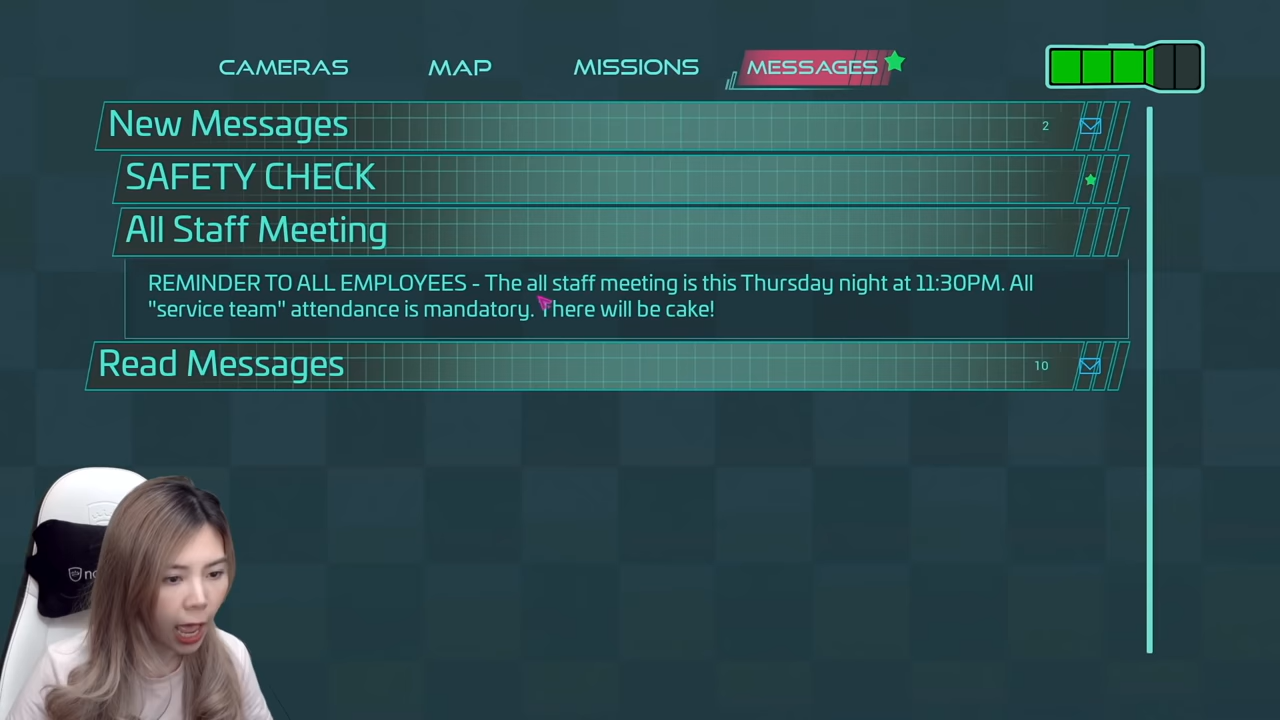 CAMERAS MAP MISSIONS MESSAGES
New Messages 2
SAFETY CHECK
All Staff Meeting
REMINDER TO ALL EMPLOYEES - The all staff meeting is this Thursday night at 11:30PM. All
"service team" attendance is mandatory. There will be cake!
Read Messages 10